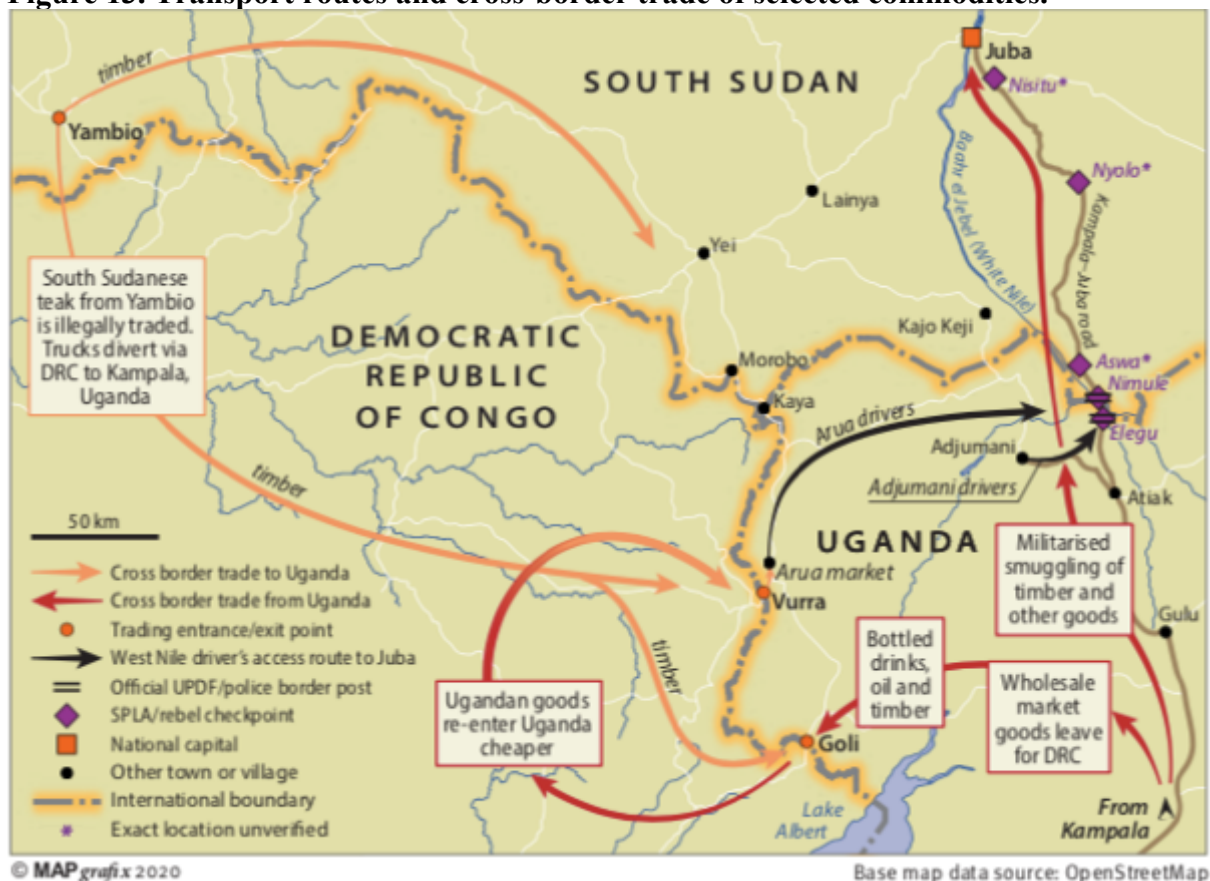 Figure 13: Transport routes and cross-border trade of selected commodities.
timber
SOUTH SUDAN
Juba
Nisitu*
Yambio
Nyolo*
Baahr el Jebel (White Nile)
Kampala–Juba road
Lainya
Yei
South Sudanese
teak from Yambio
is illegally traded.
Trucks divert via
DRC to Kampala,
Uganda
DEMOCRATIC
REPUBLIC
OF CONGO
Kajo Keji
Morobo
Aswa*
Nimule
Kaya
Elegu
Arua drivers
Adjumani
Adjumani drivers
Atiak
timber
UGANDA
Militarised
smuggling of
timber and
other goods
50 km
Arua market
Vurra
Gulu
Cross border trade to Uganda
Cross border trade from Uganda
Trading entrance/exit point
West Nile driver's access route to Juba
Official UPDF/police border post
SPLA/rebel checkpoint
National capital
Other town or village
International boundary
* Exact location unverified
timber
Ugandan goods
re-enter Uganda
cheaper
Bottled
drinks,
oil and
timber
Wholesale
market
goods leave
for DRC
Goli
Lake
Albert
From
Kampala
© MAPgrafix 2020
Base map data source: OpenStreetMap